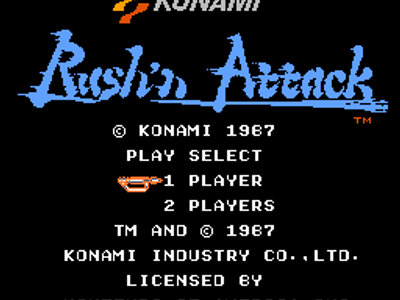 KONAMI
Rush'n Attack
TM
© KONAMI 1987
PLAY SELECT
1 PLAYER
2 PLAYERS
TM AND © 1987
KONAMI INDUSTRY CO.,LTD.
LICENSED BY